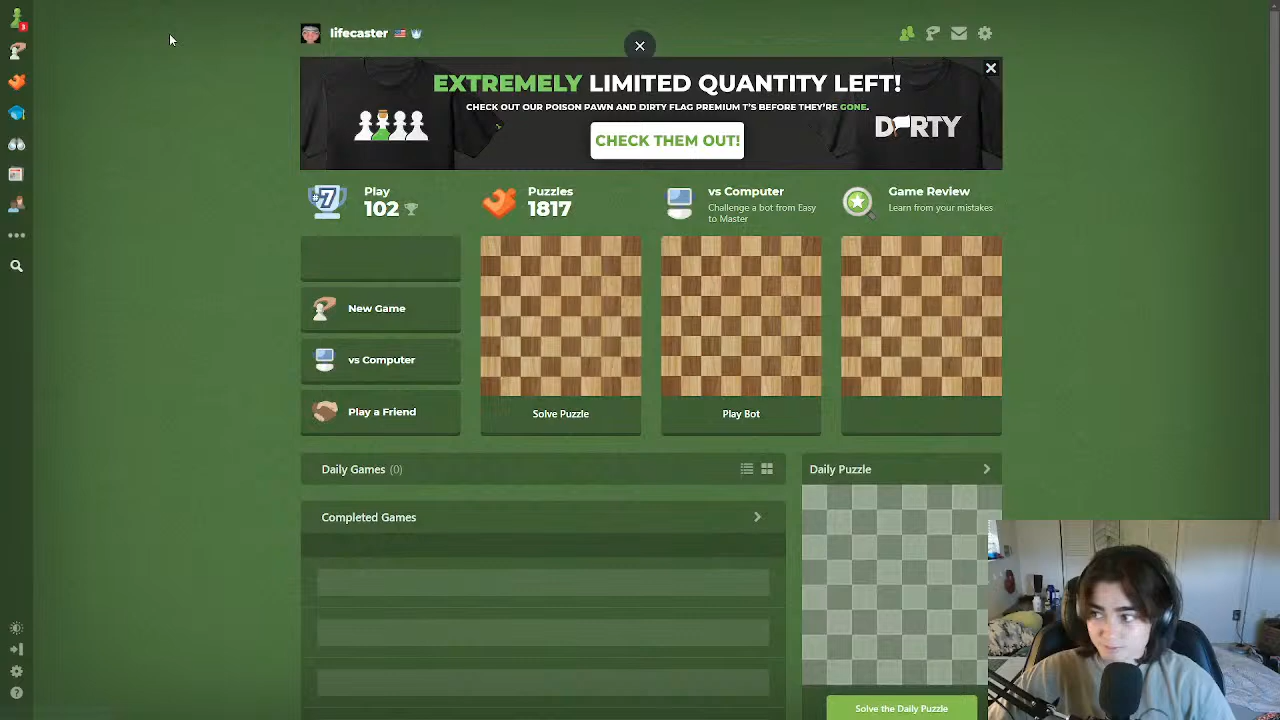 3
lifecaster
EXTREMELY LIMITED QUANTITY LEFT!
CHECK OUT OUR POISON PAWN AND DIRTY FLAG PREMIUM T'S BEFORE THEY'RE GONE.
CHECK THEM OUT!
DIRTY
#7
Play
102
Puzzles
1817
vs Computer
Challenge a bot from Easy
to Master
Game Review
Learn from your mistakes
New Game
vs Computer
Play a Friend
Solve Puzzle
Play Bot
Daily Games (0)
Daily Puzzle
Completed Games
Solve the Daily Puzzle